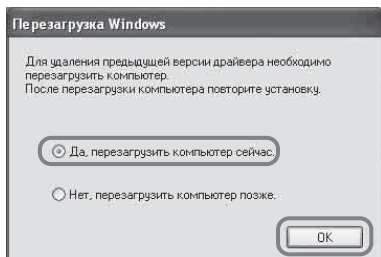 Перезагрузка Windows
Для удаления предыдущей версии драйвера необходимо
перезагрузить компьютер.
После перезагрузки компьютера повторите установку.
Да, перезагрузить компьютер сейчас.
Нет, перезагрузить компьютер позже.
OK